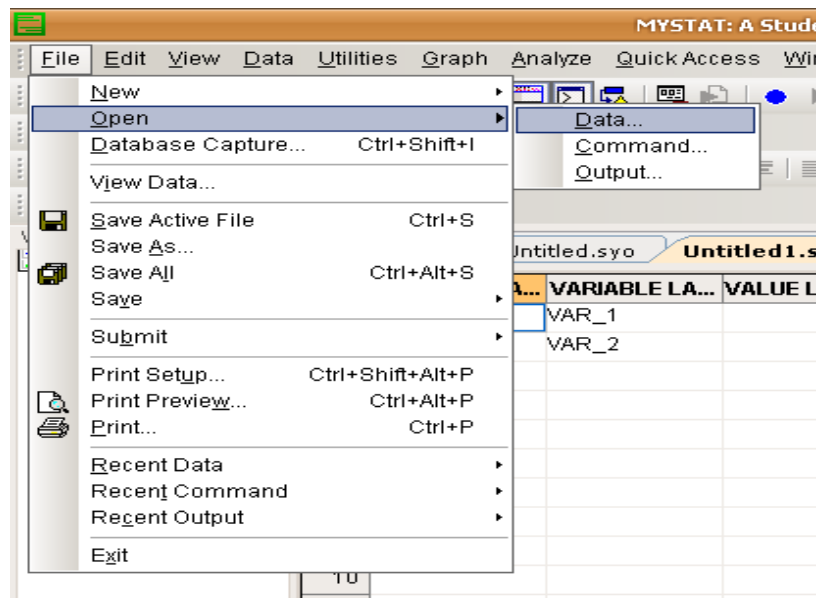 MYSTAT: A Stude
File Edit View Data Utilities Graph Analyze Quick Access Wi
New
Open
Data...
Database Capture... Ctrl+Shift+I
Command...
View Data...
Output...
Save Active File Ctrl+S
Save As...
Untitled.syo Untitled1.s
Save All Ctrl+Alt+S
Save
A... VARIABLE LA... VALUE L
VAR_1
Submit
VAR_2
Print Setup... Ctrl+Shift+Alt+P
Print Preview... Ctrl+Alt+P
Print... Ctrl+P
Recent Data
Recent Command
Recent Output
Exit
10